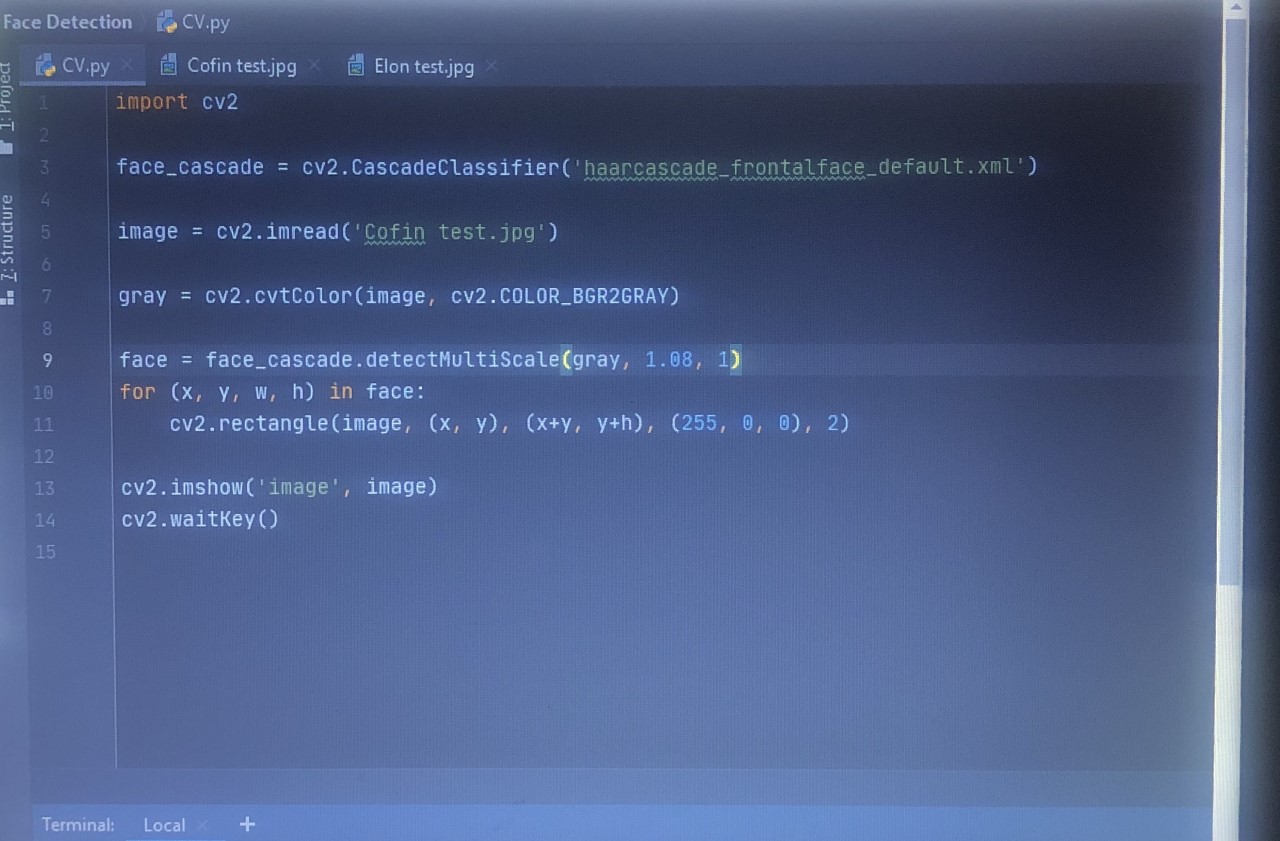 Face Detection CV.py
CV.py Cofin test.jpg Elon test.jpg
1: Project
7: Structure
1 import cv2
2
3 face_cascade = cv2.CascadeClassifier('haarcascade_frontalface_default.xml')
4
5 image = cv2.imread('Cofin test.jpg')
6
7 gray = cv2.cvtColor(image, cv2.COLOR_BGR2GRAY)
8
9 face = face_cascade.detectMultiScale(gray, 1.08, 1)
10 for (x, y, w, h) in face:
11 cv2.rectangle(image, (x, y), (x+y, y+h), (255, 0, 0), 2)
12
13 cv2.imshow('image', image)
14 cv2.waitKey()
15
Terminal: Local +